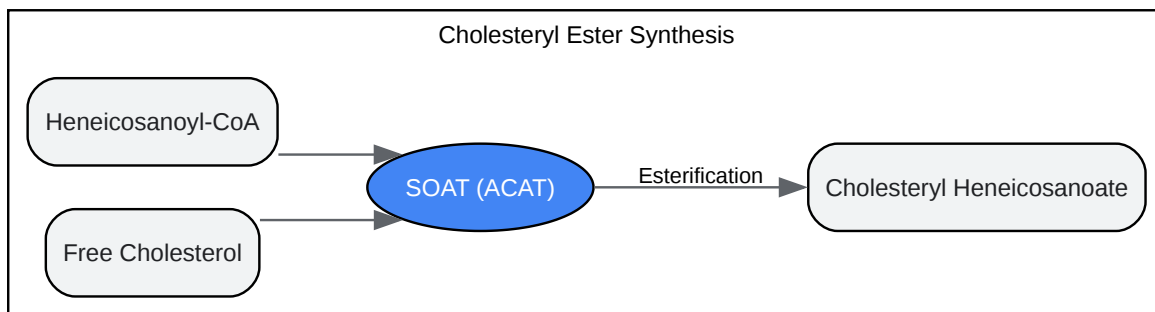 Cholesteryl Ester Synthesis
Heneicosanoyl-CoA
Free Cholesterol
SOAT (ACAT)
Esterification
Cholesteryl Heneicosanoate